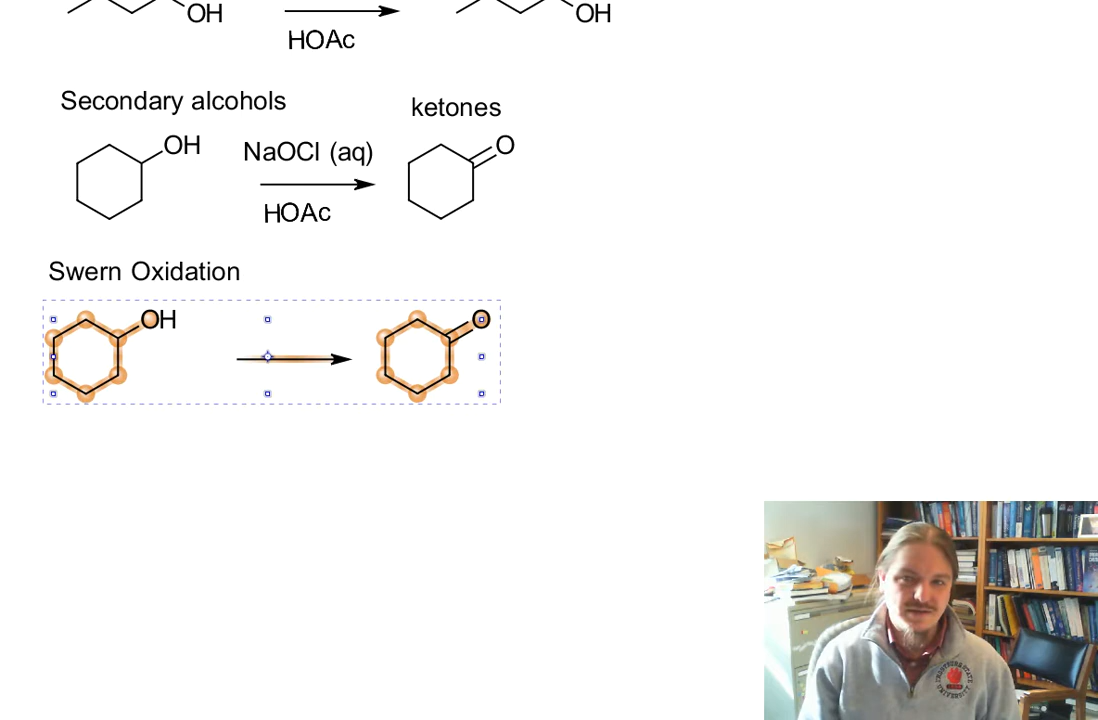 OH
OH
HOAc
Secondary alcohols
ketones
OH
NaOCl (aq)
O
HOAc
Swern Oxidation
OH
O